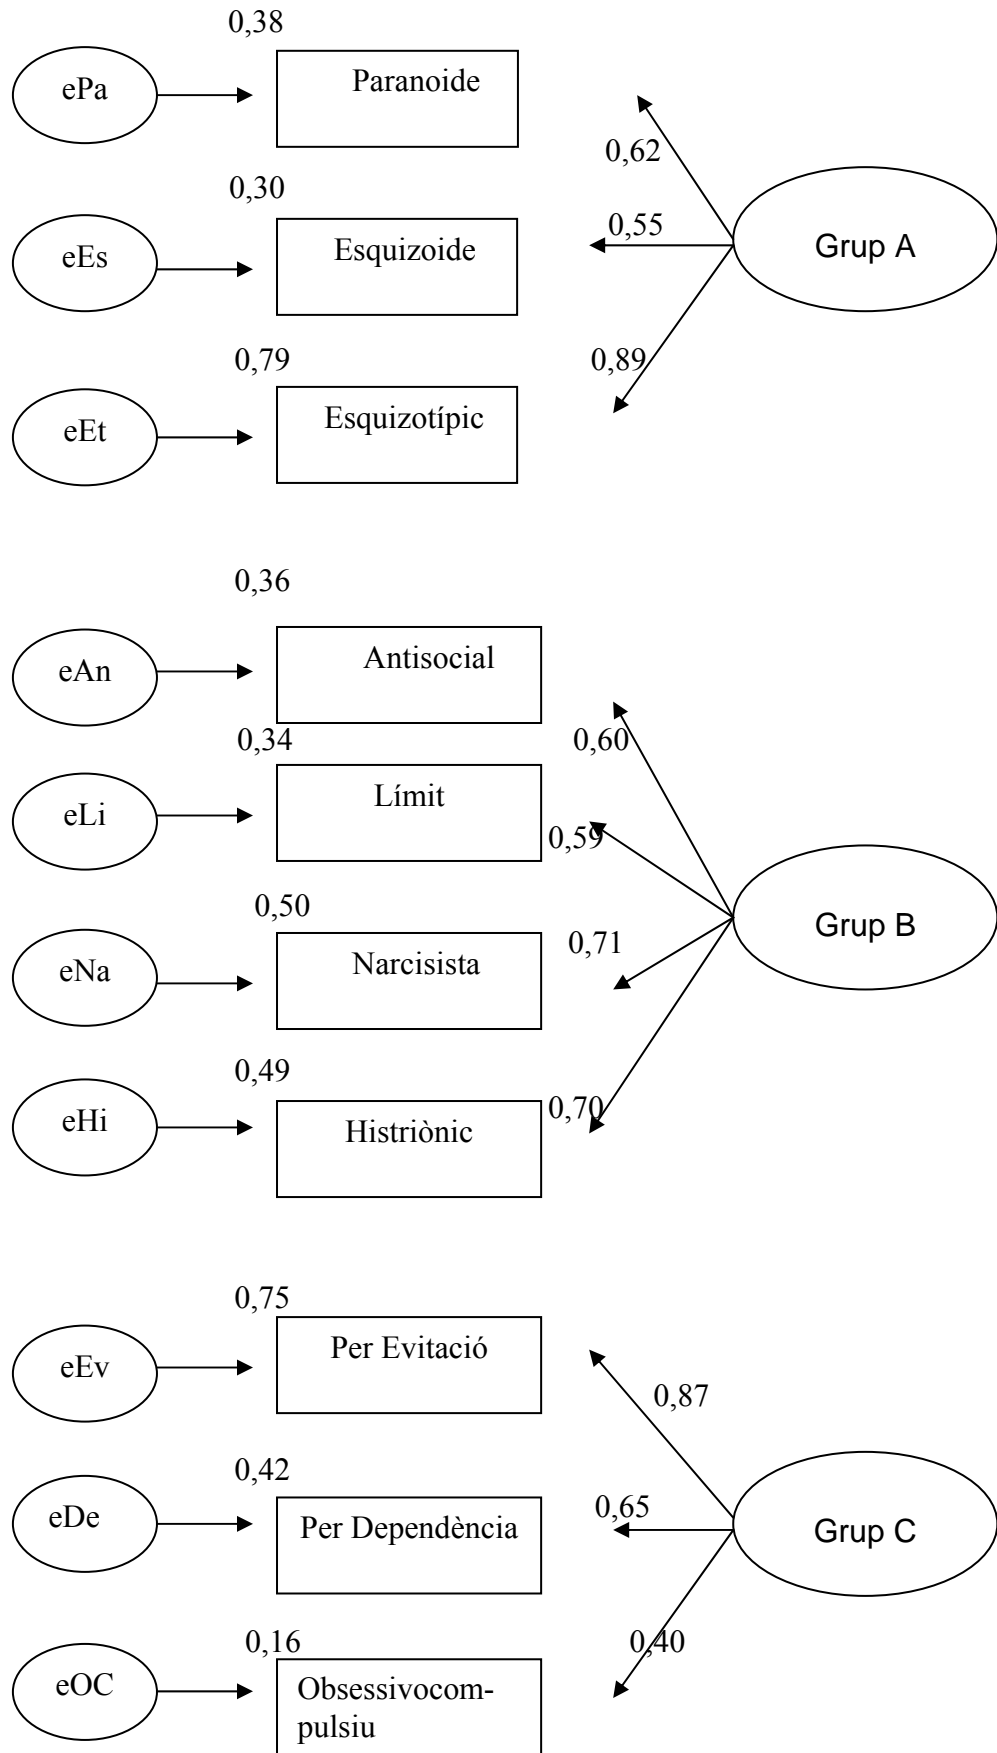 0,38
ePa
Paranoide
0,62
0,30
eEs
Esquizoide
0,55
Grup A
0,79
eEt
Esquizotípic
0,89
0,36
eAn
Antisocial
0,60
0,34
eLi
Límit
0,59
0,50
eNa
Narcisista
0,71
Grup B
0,49
eHi
Histriònic
0,70
0,75
eEv
Per Evitació
0,87
0,42
eDe
Per Dependència
0,65
Grup C
0,16
eOC
Obsessivocom-
pulsiu
0,40